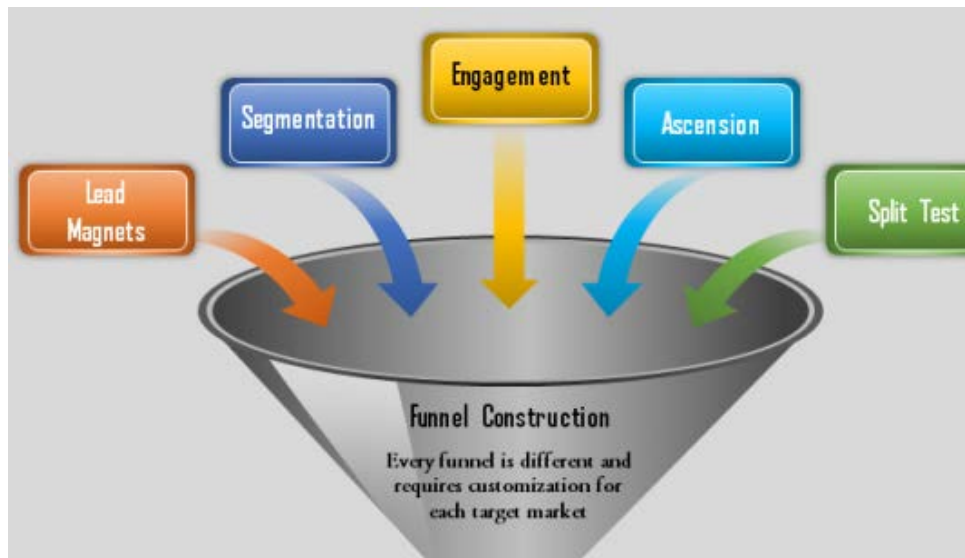 Engagement
Segmentation
Ascension
Lead
Magnets
Split Test
Funnel Construction
Every funnel is different and
requires customization for
each target market